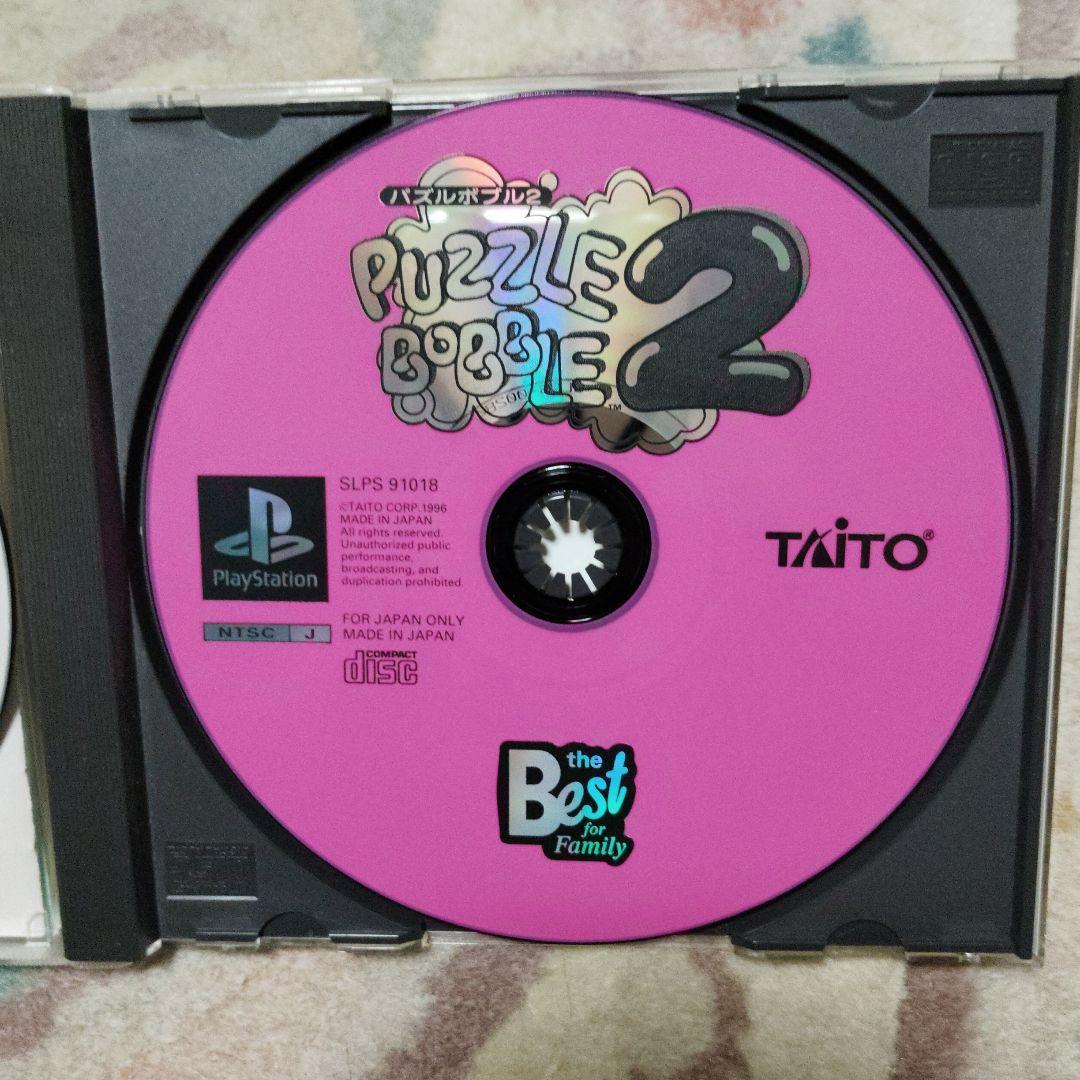 パズルボブル2
PUZZLE
BOBBLE 2
TM
SLPS 91018
©TAITO CORP.1996
MADE IN JAPAN
All rights reserved.
Unauthorized public
performance,
broadcasting, and
duplication prohibited.
PlayStation
TAITO®
NTSC J
FOR JAPAN ONLY
MADE IN JAPAN
COMPACT
disc
the
Best
for
Family